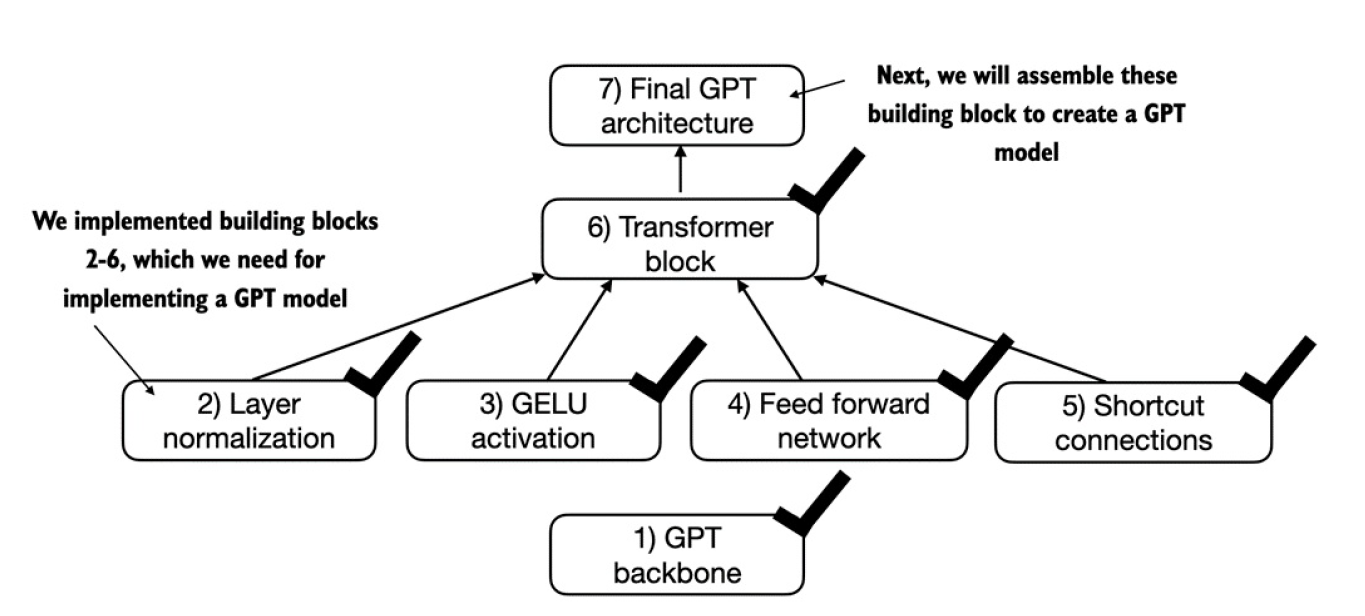 7) Final GPT
architecture
Next, we will assemble these
building block to create a GPT
model
We implemented building blocks
2-6, which we need for
implementing a GPT model
6) Transformer
block
2) Layer
normalization
3) GELU
activation
4) Feed forward
network
5) Shortcut
connections
1) GPT
backbone